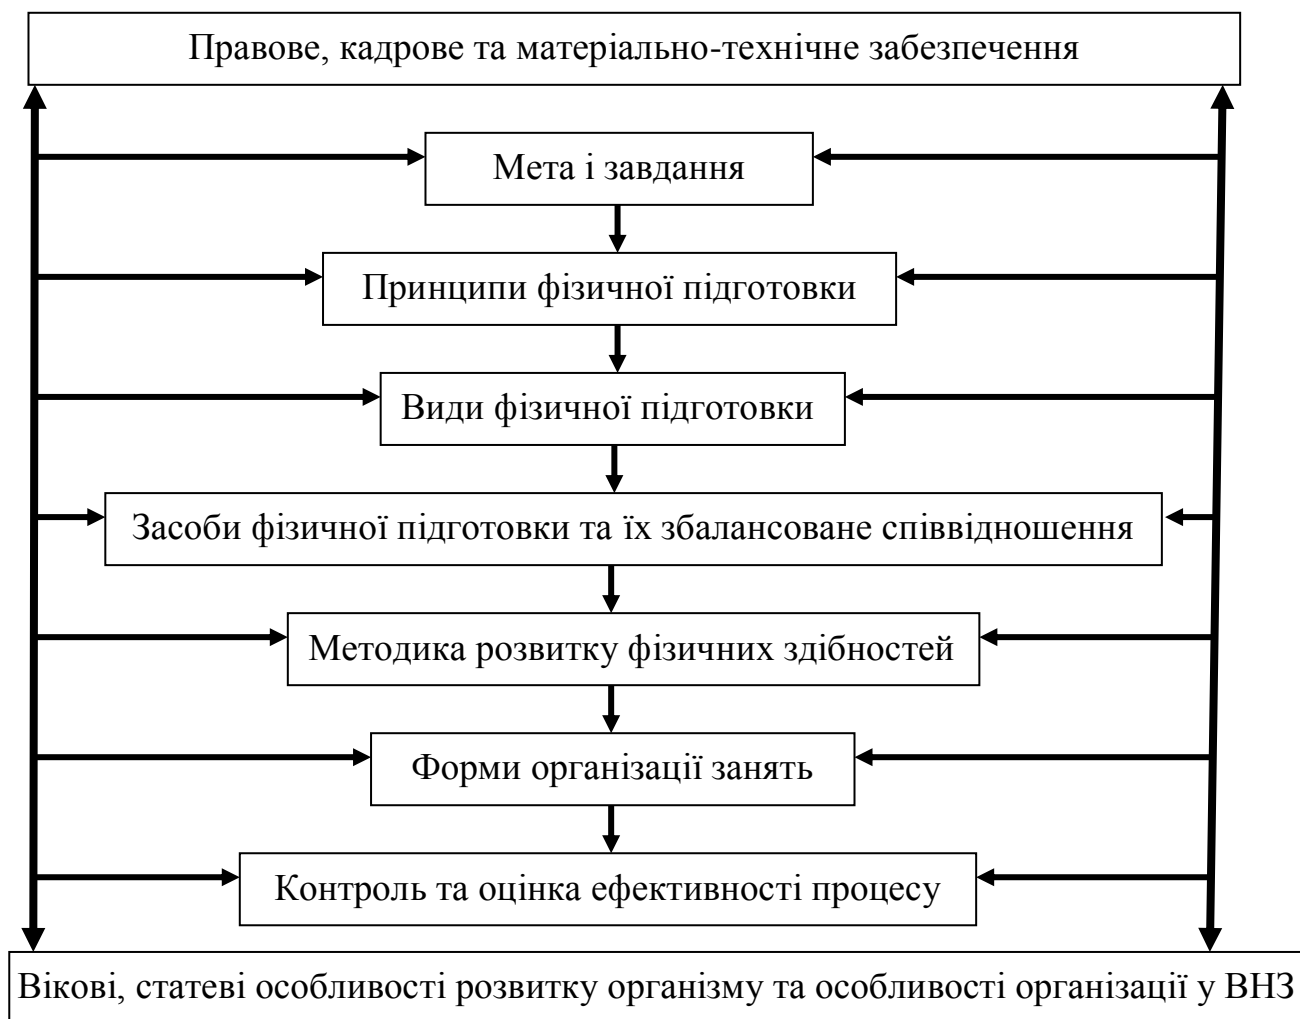 Правове, кадрове та матеріально-технічне забезпечення
Мета і завдання
Принципи фізичної підготовки
Види фізичної підготовки
Засоби фізичної підготовки та їх збалансоване співвідношення
Методика розвитку фізичних здібностей
Форми організації занять
Контроль та оцінка ефективності процесу
Вікові, статеві особливості розвитку організму та особливості організації у ВНЗ